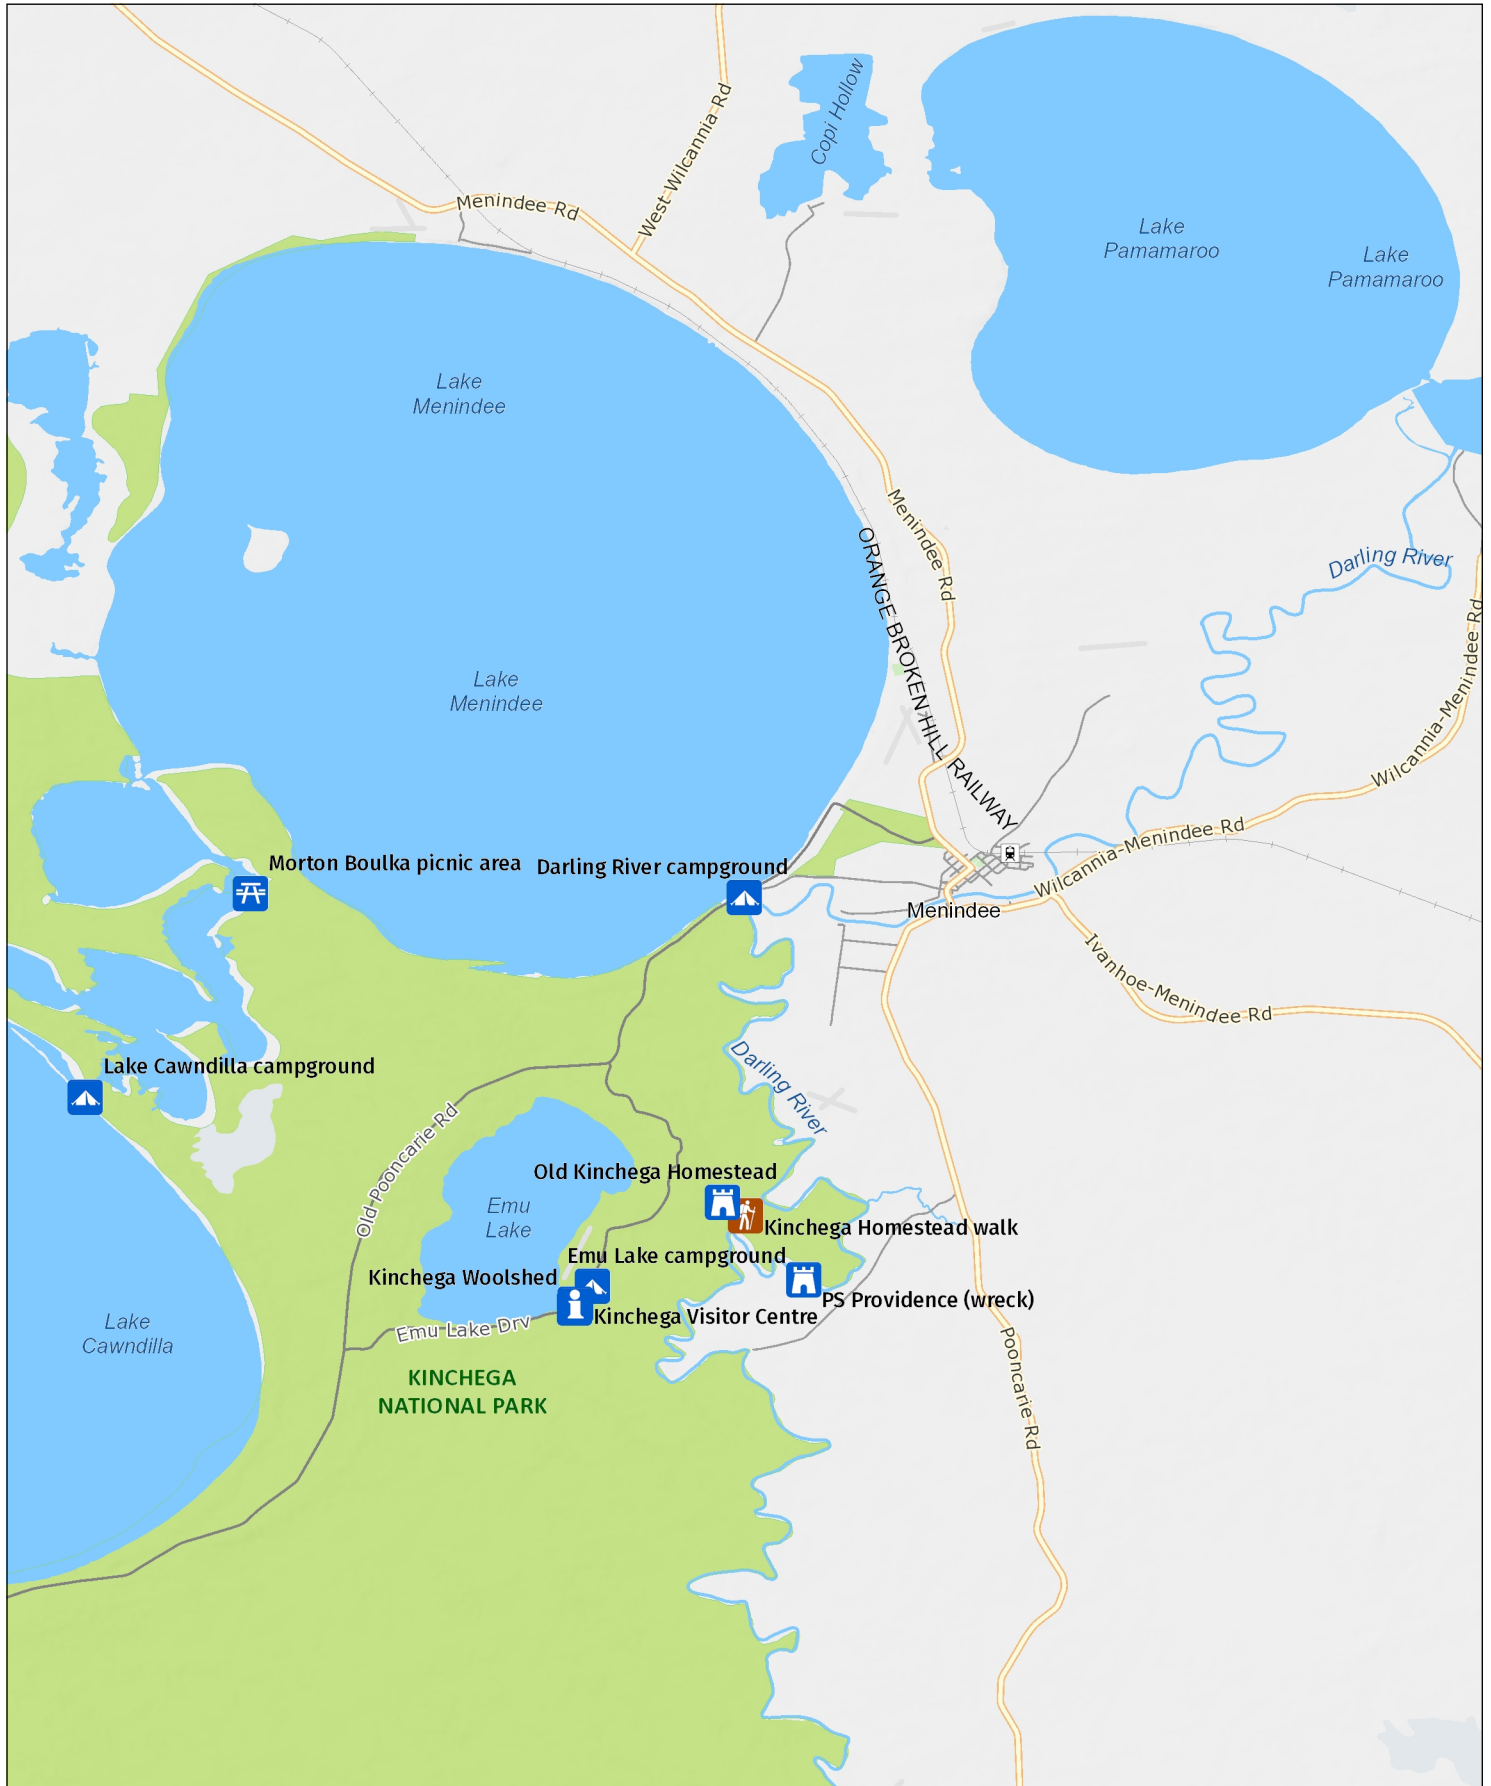 Copi Hollow
West Wilcannia Rd
Menindee Rd
Lake
Pamamaroo
Lake
Pamamaroo
Lake
Menindee
Menindee Rd
ORANGE BROKEN HILL RAILWAY
Darling River
Wilcannia-Menindee Rd
Lake
Menindee
Wilcannia-Menindee Rd
Morton Boulka picnic area
Darling River campground
Menindee
Ivanhoe-Menindee Rd
Lake Cawndilla campground
Darling River
Old Pooncarie Rd
Old Kinchega Homestead
Emu
Lake
Kinchega Homestead walk
Emu Lake campground
Kinchega Woolshed
PS Providence (wreck)
Kinchega Visitor Centre
Emu Lake Drv
Lake
Cawndilla
Pooncarie Rd
KINCHEGA
NATIONAL PARK